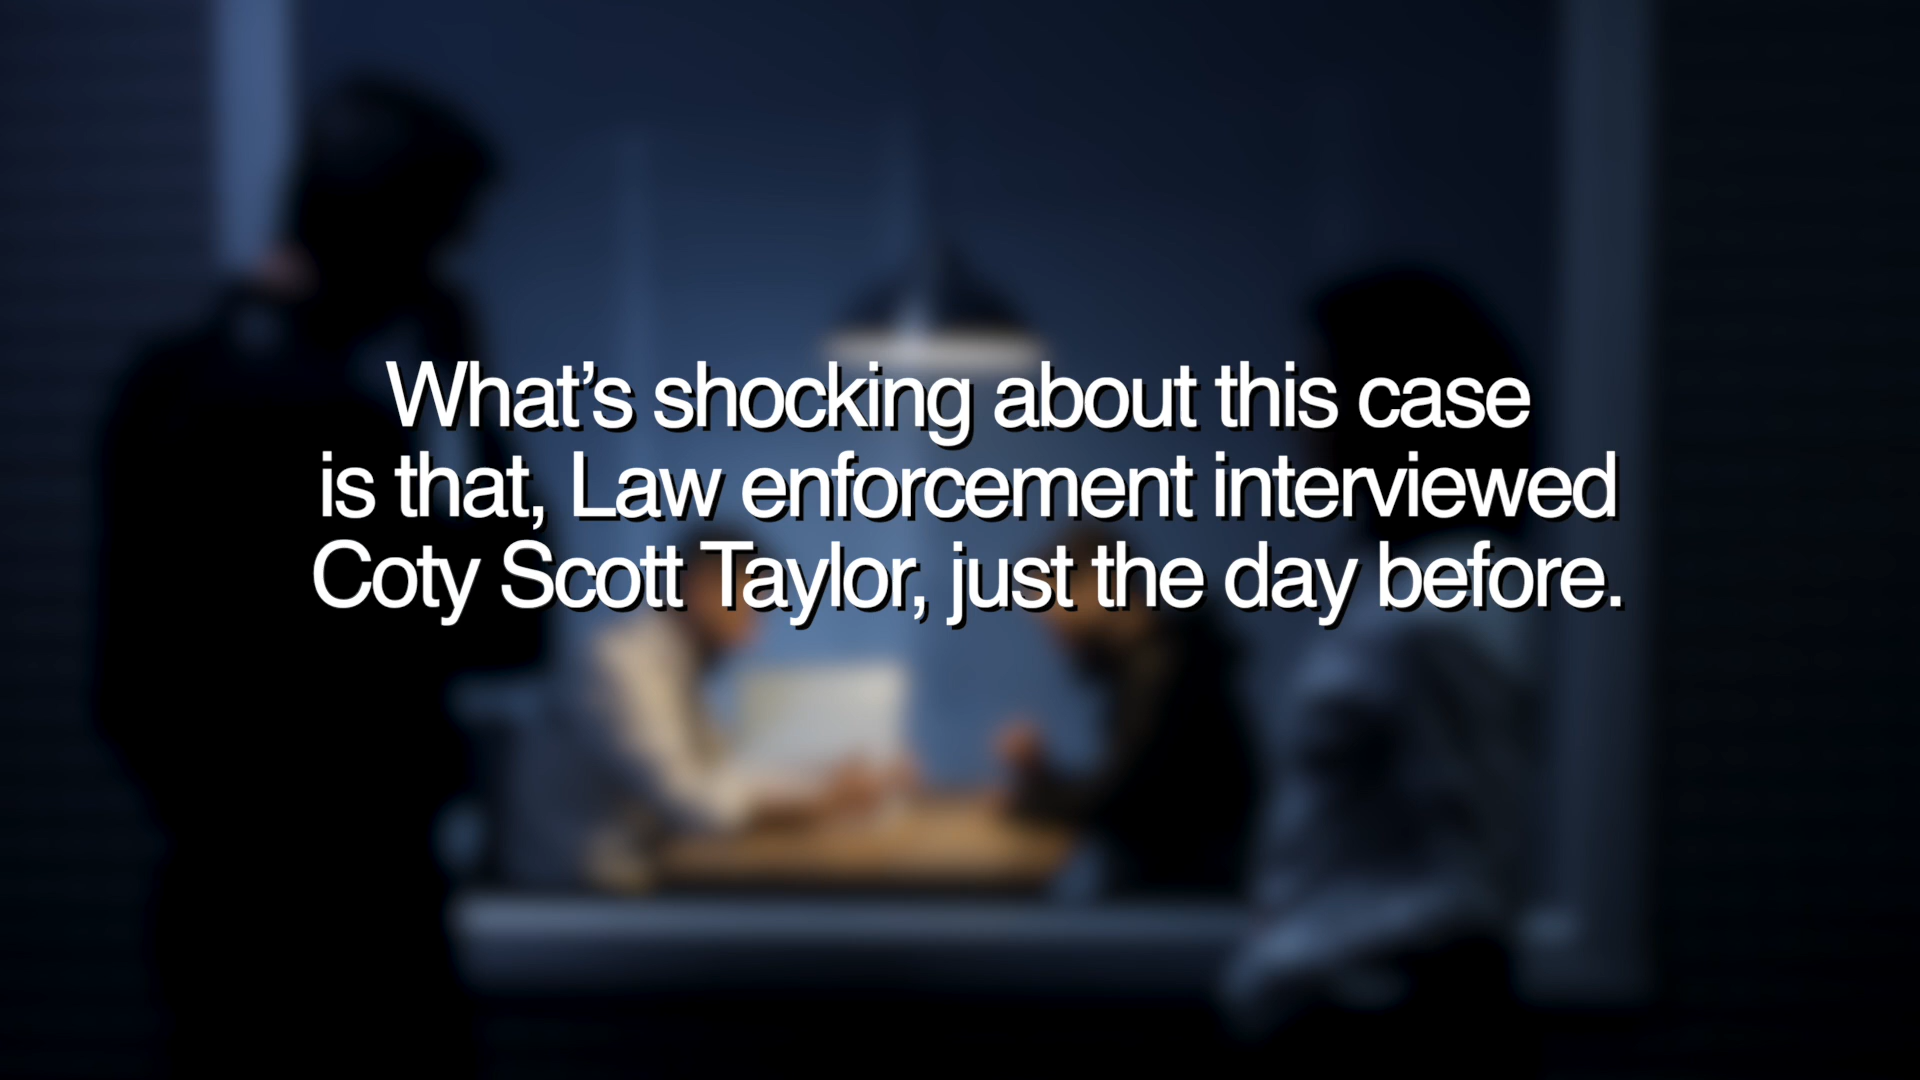 What’s shocking about this case
is that, Law enforcement interviewed
Coty Scott Taylor, just the day before.